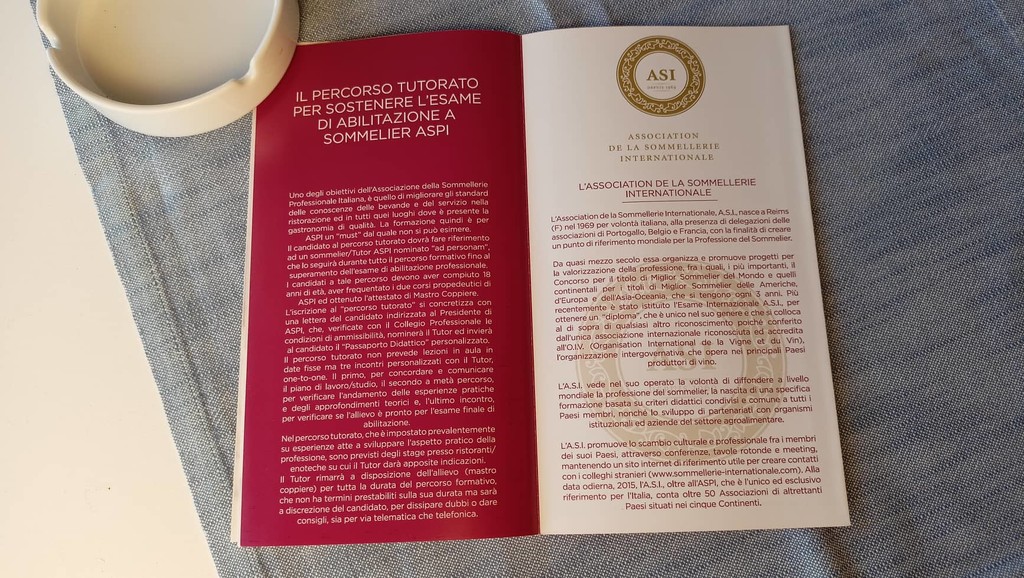 IL PERCORSO TUTORATO
PER SOSTENERE L'ESAME
DI ABILITAZIONE A
SOMMELIER ASPI
Uno degli obiettivi dell'Associazione della Sommellerie
Professionale Italiana, è quello di migliorare gli standard
delle conoscenze delle bevande e del servizio nella
ristorazione ed in tutti quei luoghi dove è presente la
gastronomia di qualità. La formazione quindi è per
ASPI un "must" dal quale non si può esimere.
Il candidato al percorso tutorato dovrà fare riferimento
ad un sommelier/Tutor ASPI nominato "ad personam",
che lo seguirà durante tutto il percorso formativo fino al
superamento dell'esame di abilitazione professionale.
I candidati a tale percorso devono aver compiuto 18
anni di età, aver frequentato i due corsi propedeutici di
ASPI ed ottenuto l'attestato di Mastro Coppiere.
L'iscrizione al "percorso tutorato" si concretizza con
una lettera del candidato indirizzata al Presidente di
ASPI, che, verificate con il Collegio Professionale le
condizioni di ammissibilità, nominerà il Tutor ed invierà
al candidato il "Passaporto Didattico" personalizzato.
Il percorso tutorato non prevede lezioni in aula in
date fisse ma tre incontri personalizzati con il Tutor,
one-to-one. Il primo, per concordare e comunicare
il piano di lavoro/studio, il secondo a metà percorso,
per verificare l'andamento delle esperienze pratiche
e degli approfondimenti teorici e, l'ultimo incontro,
per verificare se l'allievo è pronto per l'esame finale di
abilitazione.
Nel percorso tutorato, che è impostato prevalentemente
su esperienze atte a sviluppare l'aspetto pratico della
professione, sono previsti degli stage presso ristoranti/
enoteche su cui il Tutor darà apposite indicazioni.
Il Tutor rimarrà a disposizione dell'allievo (mastro
coppiere) per tutta la durata del percorso formativo,
che non ha termini prestabiliti sulla sua durata ma sarà
a discrezione del candidato, per dissipare dubbi o dare
consigli, sia per via telematica che telefonica.
ASI
DEPUIS 1969
ASSOCIATION
DE LA SOMMELLERIE
INTERNATIONALE
L'ASSOCIATION DE LA SOMMELLERIE
INTERNATIONALE
L'Association de la Sommellerie Internationale, A.S.I., nasce a Reims
(F) nel 1969 per volontà italiana, alla presenza di delegazioni delle
associazioni di Portogallo, Belgio e Francia, con la finalità di creare
un punto di riferimento mondiale per la Professione del Sommelier.
Da quasi mezzo secolo essa organizza e promuove progetti per
la valorizzazione della professione, fra i quali, i più importanti, il
Concorso per il titolo di Miglior Sommelier del Mondo e quelli
continentali per i titoli di Miglior Sommelier delle Americhe,
d'Europa e dell'Asia-Oceania, che si tengono ogni 3 anni. Più
recentemente è stato istituito l'Esame Internazionale A.S.I., per
ottenere un "diploma", che è unico nel suo genere e che si colloca
al di sopra di qualsiasi altro riconoscimento poiché conferito
dall'unica associazione internazionale riconosciuta ed accredita
all'O.I.V. (Organisation International de la Vigne et du Vin),
l'organizzazione intergovernativa che opera nei principali Paesi
produttori di vino.
L'A.S.I. vede nel suo operato la volontà di diffondere a livello
mondiale la professione del sommelier, la nascita di una specifica
formazione basata su criteri didattici condivisi e comune a tutti i
Paesi membri, nonché lo sviluppo di partenariati con organismi
istituzionali ed aziende del settore agroalimentare.
L'A.S.I. promuove lo scambio culturale e professionale fra i membri
dei suoi Paesi, attraverso conferenze, tavole rotonde e meeting,
mantenendo un sito internet di riferimento utile per creare contatti
con i colleghi stranieri (www.sommellerie-internationale.com). Alla
data odierna, 2015, l'A.S.I., oltre all'ASPI, che è l'unico ed esclusivo
riferimento per l'Italia, conta oltre 50 Associazioni di altrettanti
Paesi situati nei cinque Continenti.